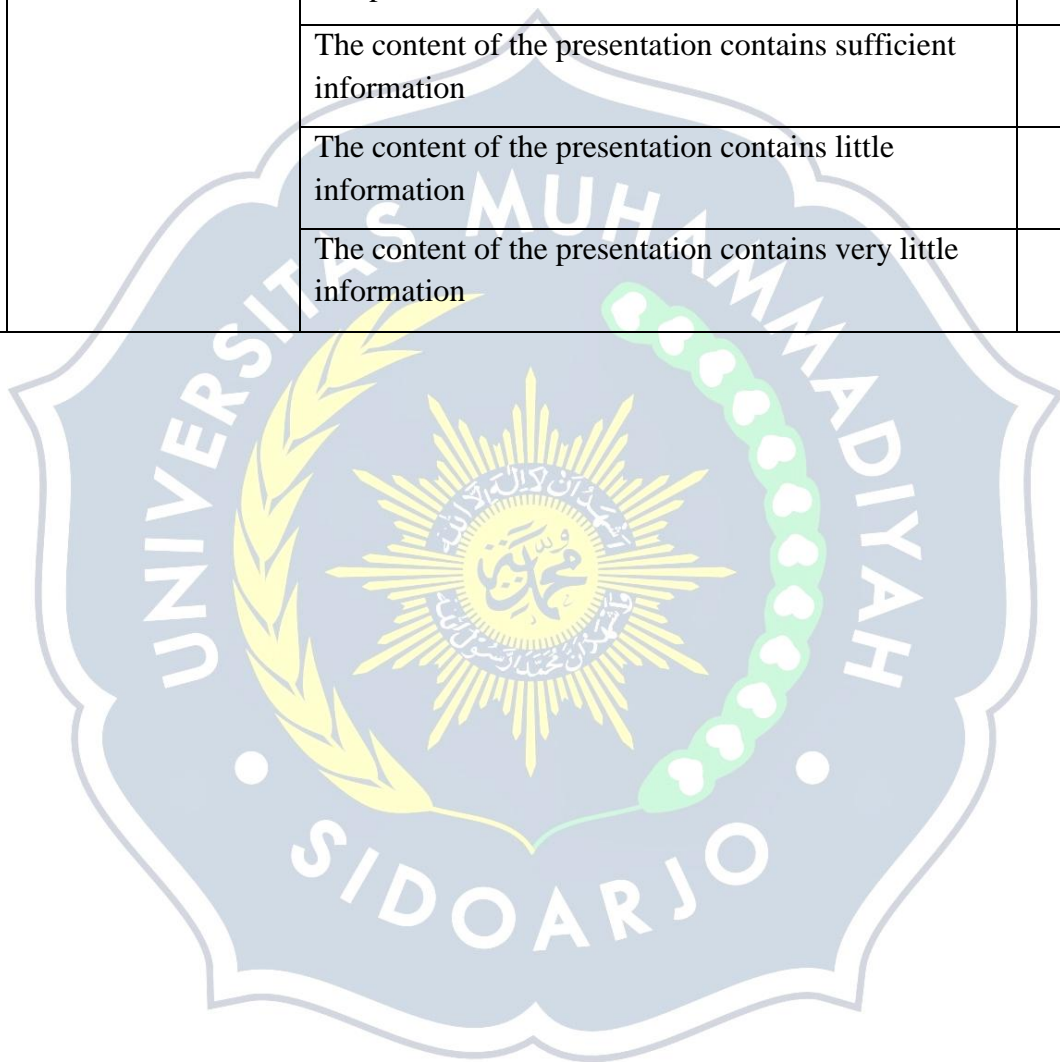 The content of the presentation contains sufficient
information
The content of the presentation contains little
information
The content of the presentation contains very little
information
UNIVERSITAS MUHAMMADIYAH
SIDOARJO
محمد